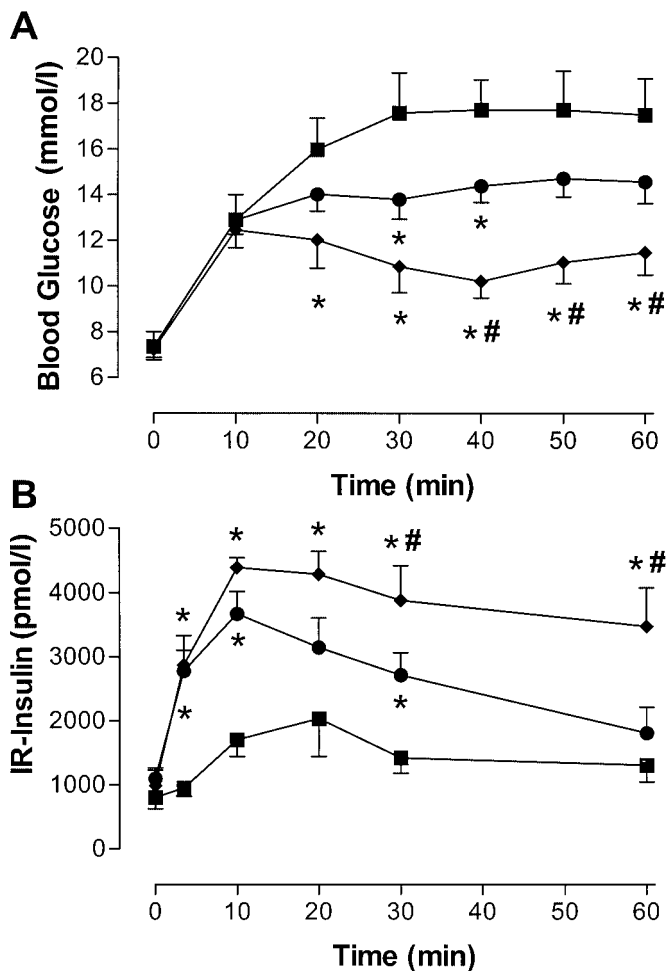 A
Blood Glucose (mmol/l)
20
18
16
14
12
10
8
6
* *
* * * # * # * #
0 10 20 30 40 50 60
Time (min)
B
IR-Insulin (pmol/l)
5000
4000
3000
2000
1000
0
* * * # * #
*
*
* *
0 10 20 30 40 50 60
Time (min)